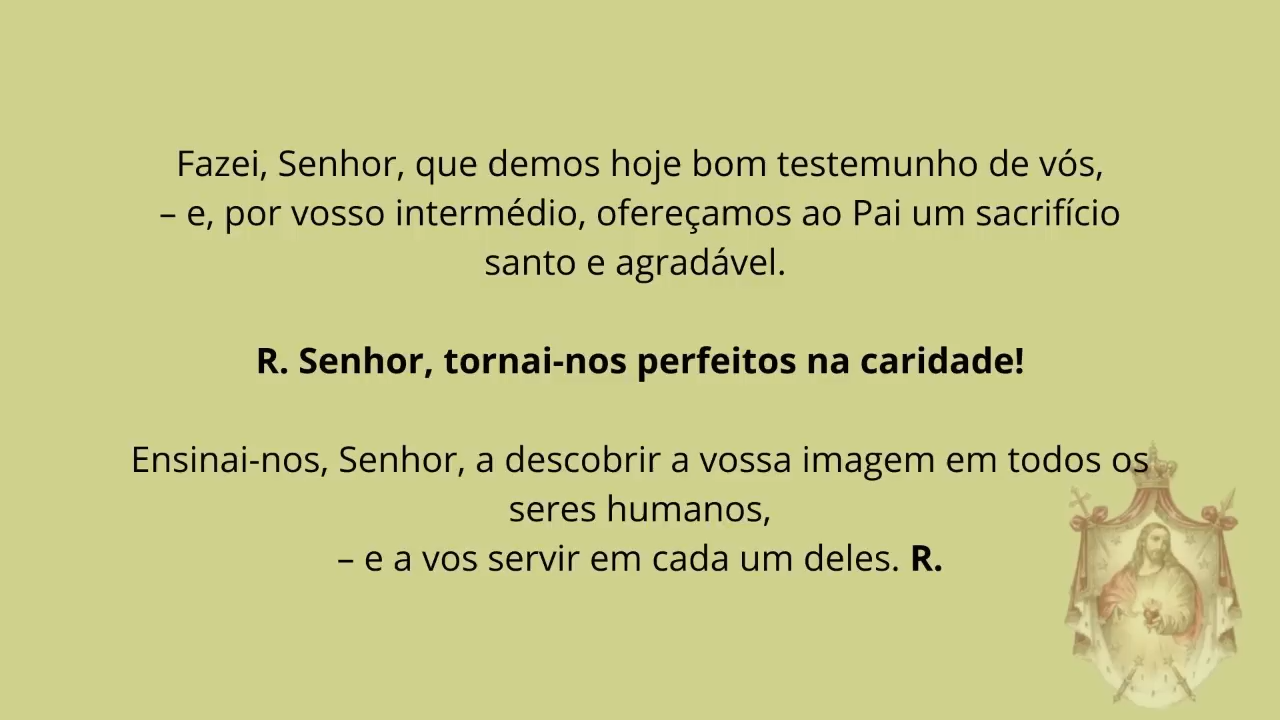 Fazei, Senhor, que demos hoje bom testemunho de vós,
– e, por vosso intermédio, ofereçamos ao Pai um sacrifício
santo e agradável.
R. Senhor, tornai-nos perfeitos na caridade!
Ensinai-nos, Senhor, a descobrir a vossa imagem em todos os
seres humanos,
– e a vos servir em cada um deles. R.